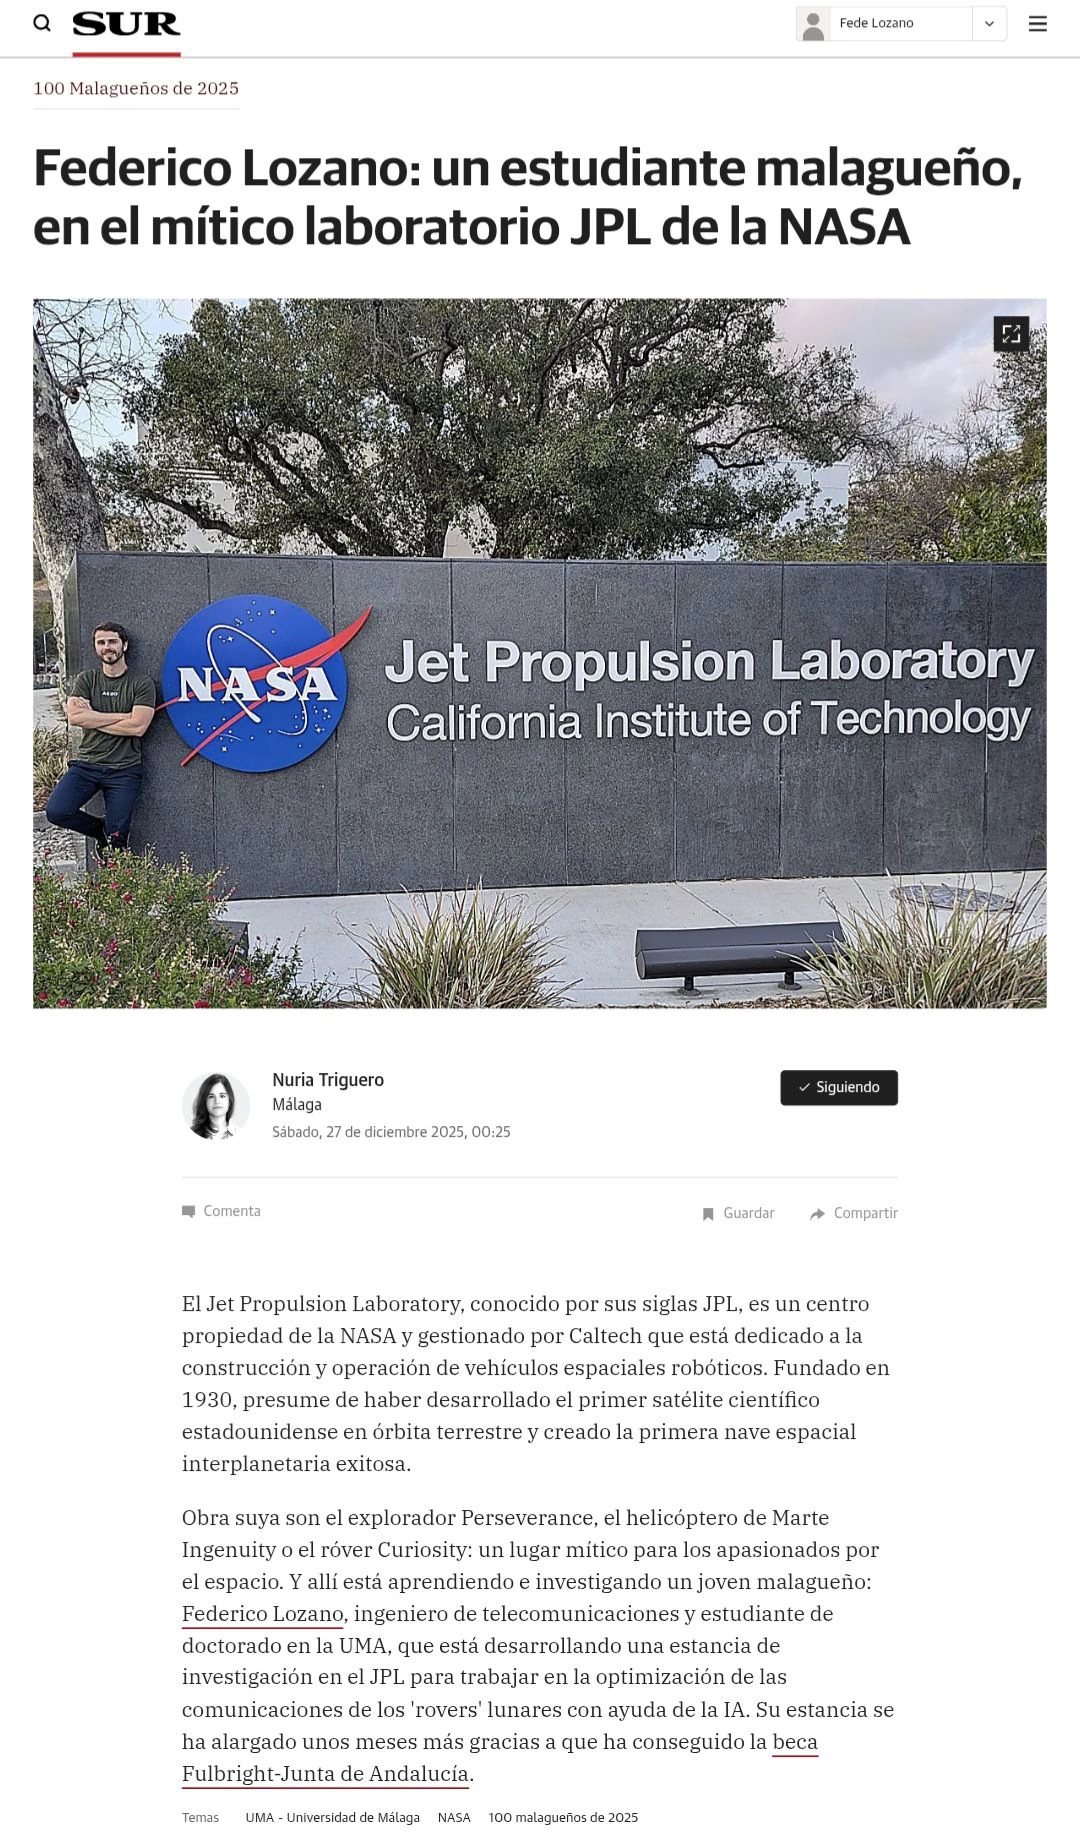 SUR
Fede Lozano
100 Malagueños de 2025
Federico Lozano: un estudiante malagueño,
en el mítico laboratorio JPL de la NASA
NASA
Jet Propulsion Laboratory
California Institute of Technology
Nuria Triguero
Málaga
Siguiendo
Sábado, 27 de diciembre 2025, 00:25
Comenta
Guardar
Compartir
El Jet Propulsion Laboratory, conocido por sus siglas JPL, es un centro
propiedad de la NASA y gestionado por Caltech que está dedicado a la
construcción y operación de vehículos espaciales robóticos. Fundado en
1930, presume de haber desarrollado el primer satélite científico
estadounidense en órbita terrestre y creado la primera nave espacial
interplanetaria exitosa.
Obra suya son el explorador Perseverance, el helicóptero de Marte
Ingenuity o el róver Curiosity: un lugar mítico para los apasionados por
el espacio. Y allí está aprendiendo e investigando un joven malagueño:
Federico Lozano, ingeniero de telecomunicaciones y estudiante de
doctorado en la UMA, que está desarrollando una estancia de
investigación en el JPL para trabajar en la optimización de las
comunicaciones de los 'rovers' lunares con ayuda de la IA. Su estancia se
ha alargado unos meses más gracias a que ha conseguido la beca
Fulbright-Junta de Andalucía.
Temas UMA - Universidad de Málaga NASA 100 malagueños de 2025